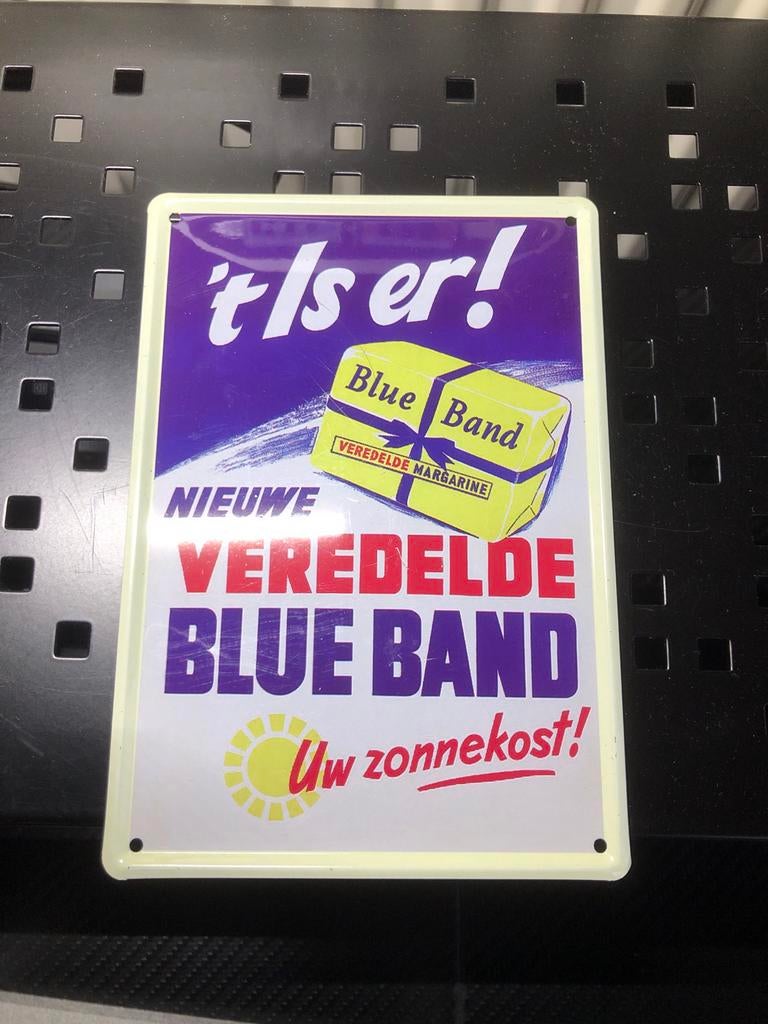 't Is er!
Blue Band
VEREDELDE MARGARINE
NIEUWE
VEREDELDE
BLUE BAND
Uw zonnekost!